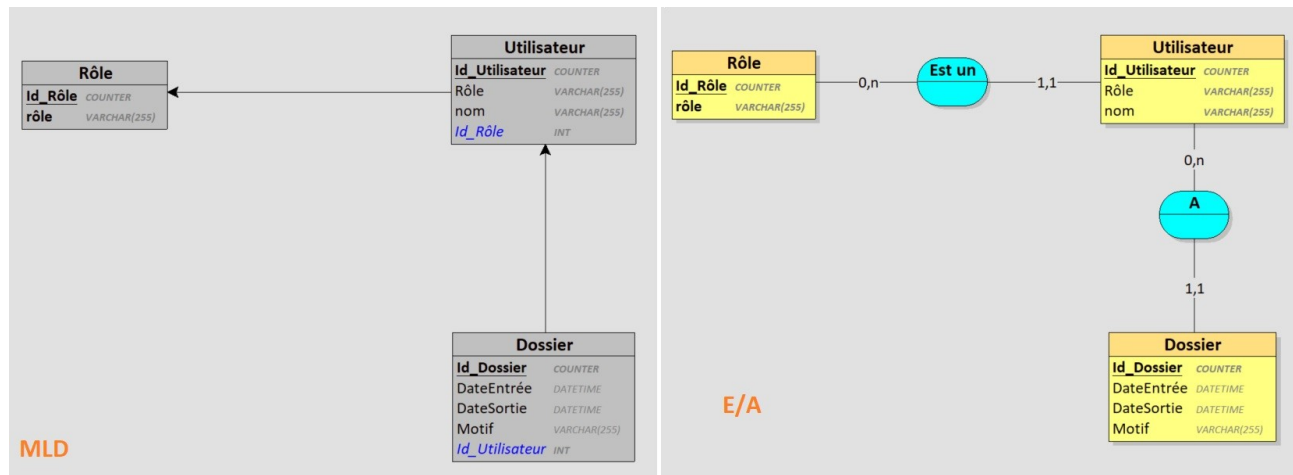 Rôle
Id_Rôle COUNTER
rôle VARCHAR(255)
Utilisateur
Id_Utilisateur COUNTER
Rôle VARCHAR(255)
nom VARCHAR(255)
Id_Rôle INT
Dossier
Id_Dossier COUNTER
DateEntrée DATETIME
DateSortie DATETIME
Motif VARCHAR(255)
Id_Utilisateur INT
MLD
Rôle
Id_Rôle COUNTER
rôle VARCHAR(255)
0,n
Est un
1,1
Utilisateur
Id_Utilisateur COUNTER
Rôle VARCHAR(255)
nom VARCHAR(255)
0,n
A
1,1
Dossier
Id_Dossier COUNTER
DateEntrée DATETIME
DateSortie DATETIME
Motif VARCHAR(255)
E/A